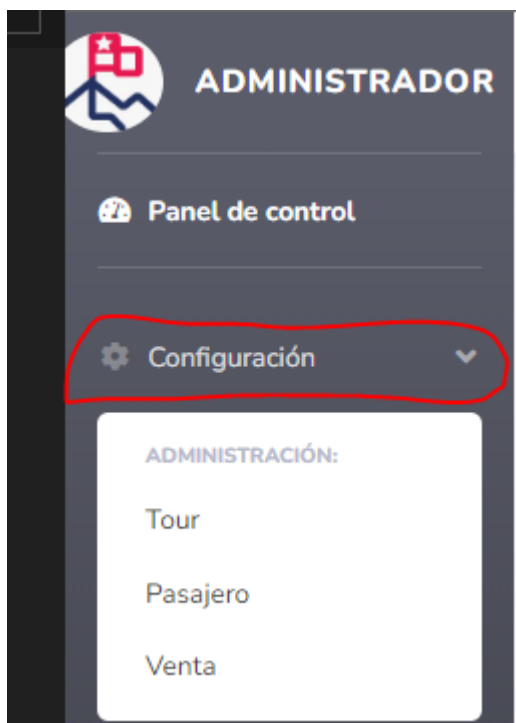 ADMINISTRADOR
Panel de control
Configuración
ADMINISTRACIÓN:
Tour
Pasajero
Venta